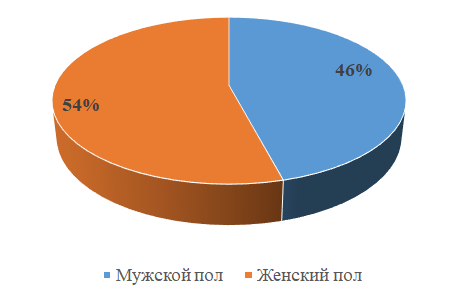 46%
54%
Мужской пол
Женский пол